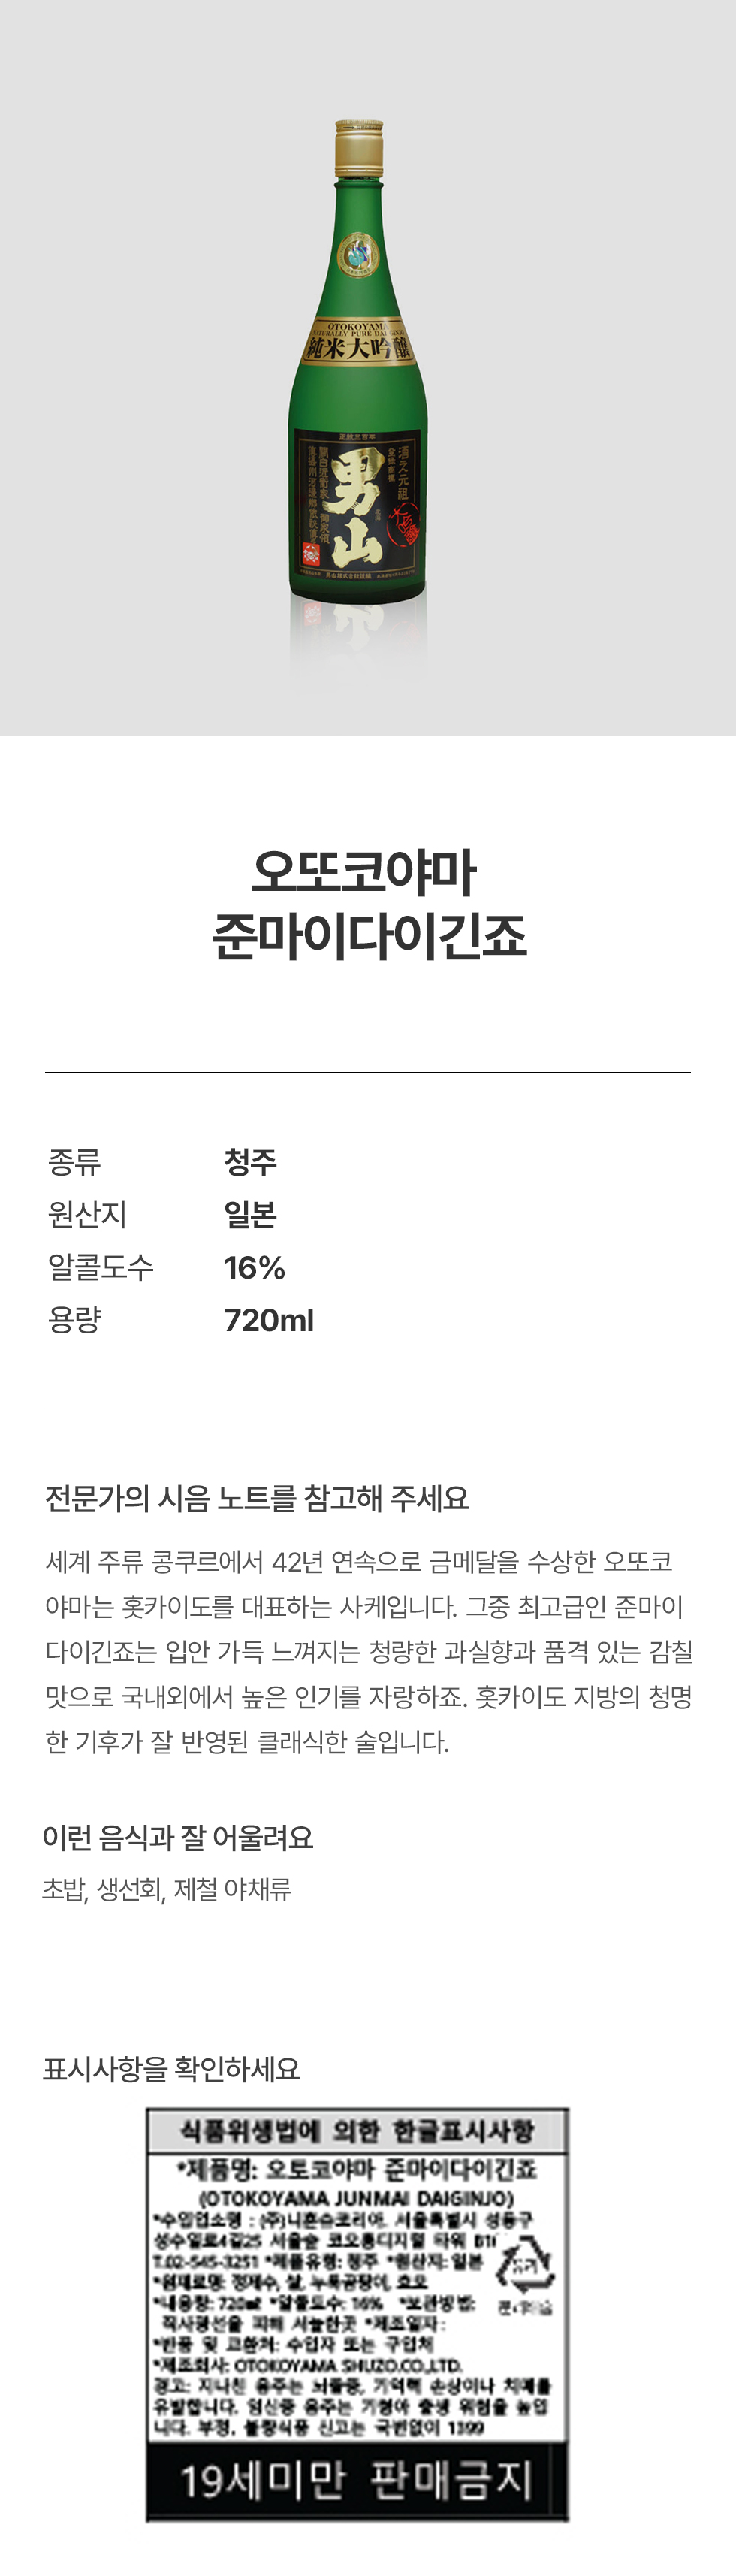 OTOKOYAMA
NATURALLY PURE DAIGINJO
純米大吟醸
正統三百年
酒之元祖
男山
오또코야마
준마이다이긴죠
종류 청주
원산지 일본
알콜도수 16%
용량 720ml
전문가의 시음 노트를 참고해 주세요
세계 주류 콩쿠르에서 42년 연속으로 금메달을 수상한 오또코
야마는 홋카이도를 대표하는 사케입니다. 그중 최고급인 준마이
다이긴죠는 입안 가득 느껴지는 청량한 과실향과 품격 있는 감칠
맛으로 국내외에서 높은 인기를 자랑하죠. 홋카이도 지방의 청명
한 기후가 잘 반영된 클래식한 술입니다.
이런 음식과 잘 어울려요
초밥, 생선회, 제철 야채류
표시사항을 확인하세요
식품위생법에 의한 한글표시사항
*제품명: 오토코야마 준마이다이긴죠
(OTOKOYAMA JUNMAI DAIGINJO)
*수입업소명 : (주)니혼슈코리아. 서울특별시 성동구
성수일로4길25 서울숲 코오롱디지털 타워
T.02-545-3251 *제품유형: 청주 *원산지: 일본
*원재료명: 정제수, 쌀, 누룩곰팡이, 효모
*내용량: 720ml *알콜도수: 16% *보관방법:
직사광선을 피해 서늘한곳 *제조일자:
*반품 및 교환처: 수입자 또는 구입처
*제조회사: OTOKOYAMA SHUZO.CO.,LTD.
경고: 지나친 음주는 뇌졸중, 기억력 손상이나 치매를
유발합니다. 임신중 음주는 기형아 출생 위험을 높입
니다. 부정, 불량식품 신고는 국번없이 1399
19세미만 판매금지